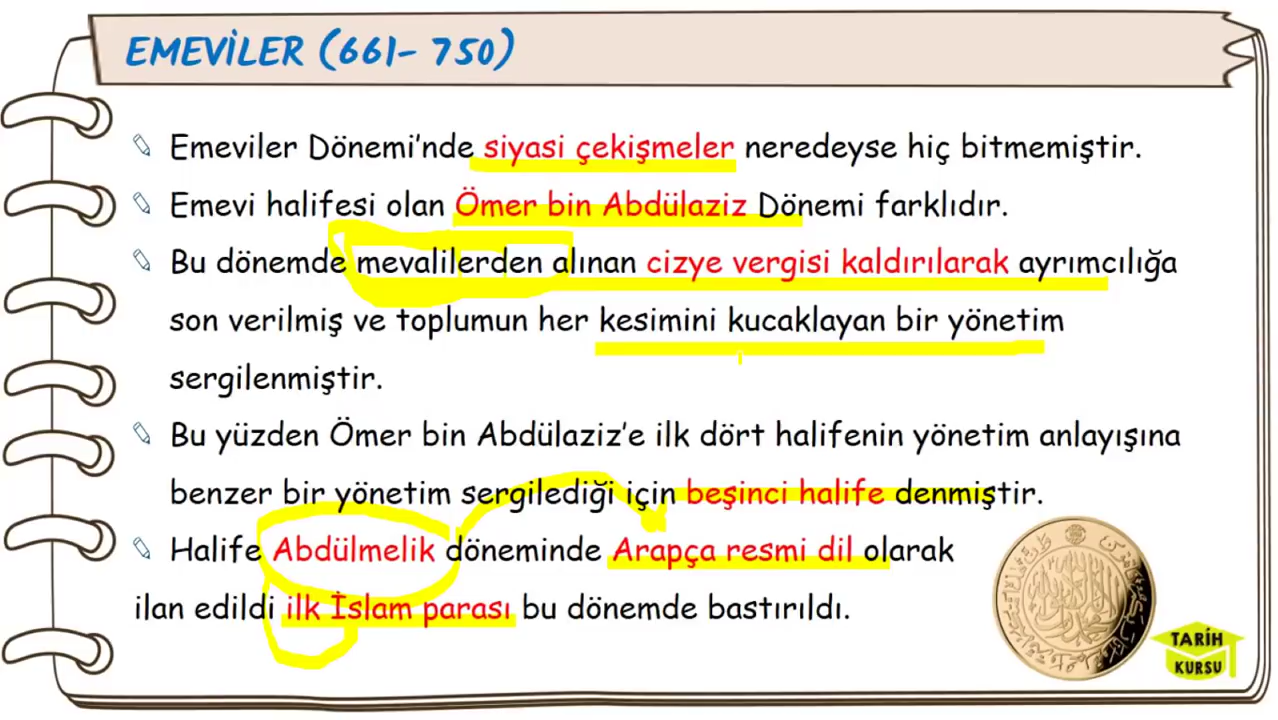 EMEVİLER (661- 750)
Emeviler Dönemi'nde siyasi çekişmeler neredeyse hiç bitmemiştir.
Emevi halifesi olan Ömer bin Abdülaziz Dönemi farklıdır.
Bu dönemde mevalilerden alınan cizye vergisi kaldırılarak ayrımcılığa
son verilmiş ve toplumun her kesimini kucaklayan bir yönetim
sergilenmiştir.
Bu yüzden Ömer bin Abdülaziz'e ilk dört halifenin yönetim anlayışına
benzer bir yönetim sergilediği için beşinci halife denmiştir.
Halife Abdülmelik döneminde Arapça resmi dil olarak
ilan edildi ilk İslam parası bu dönemde bastırıldı.
TARİH
KURSU